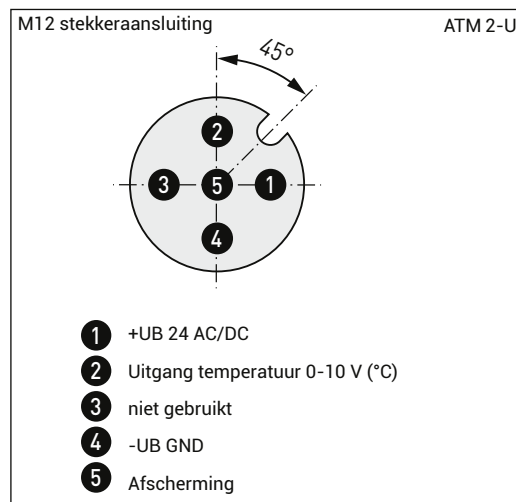 M12 stekkeraansluiting ATM 2-U
45°
2
3 5 1
4
1 +UB 24 AC/DC
2 Uitgang temperatuur 0-10 V (°C)
3 niet gebruikt
4 -UB GND
5 Afscherming